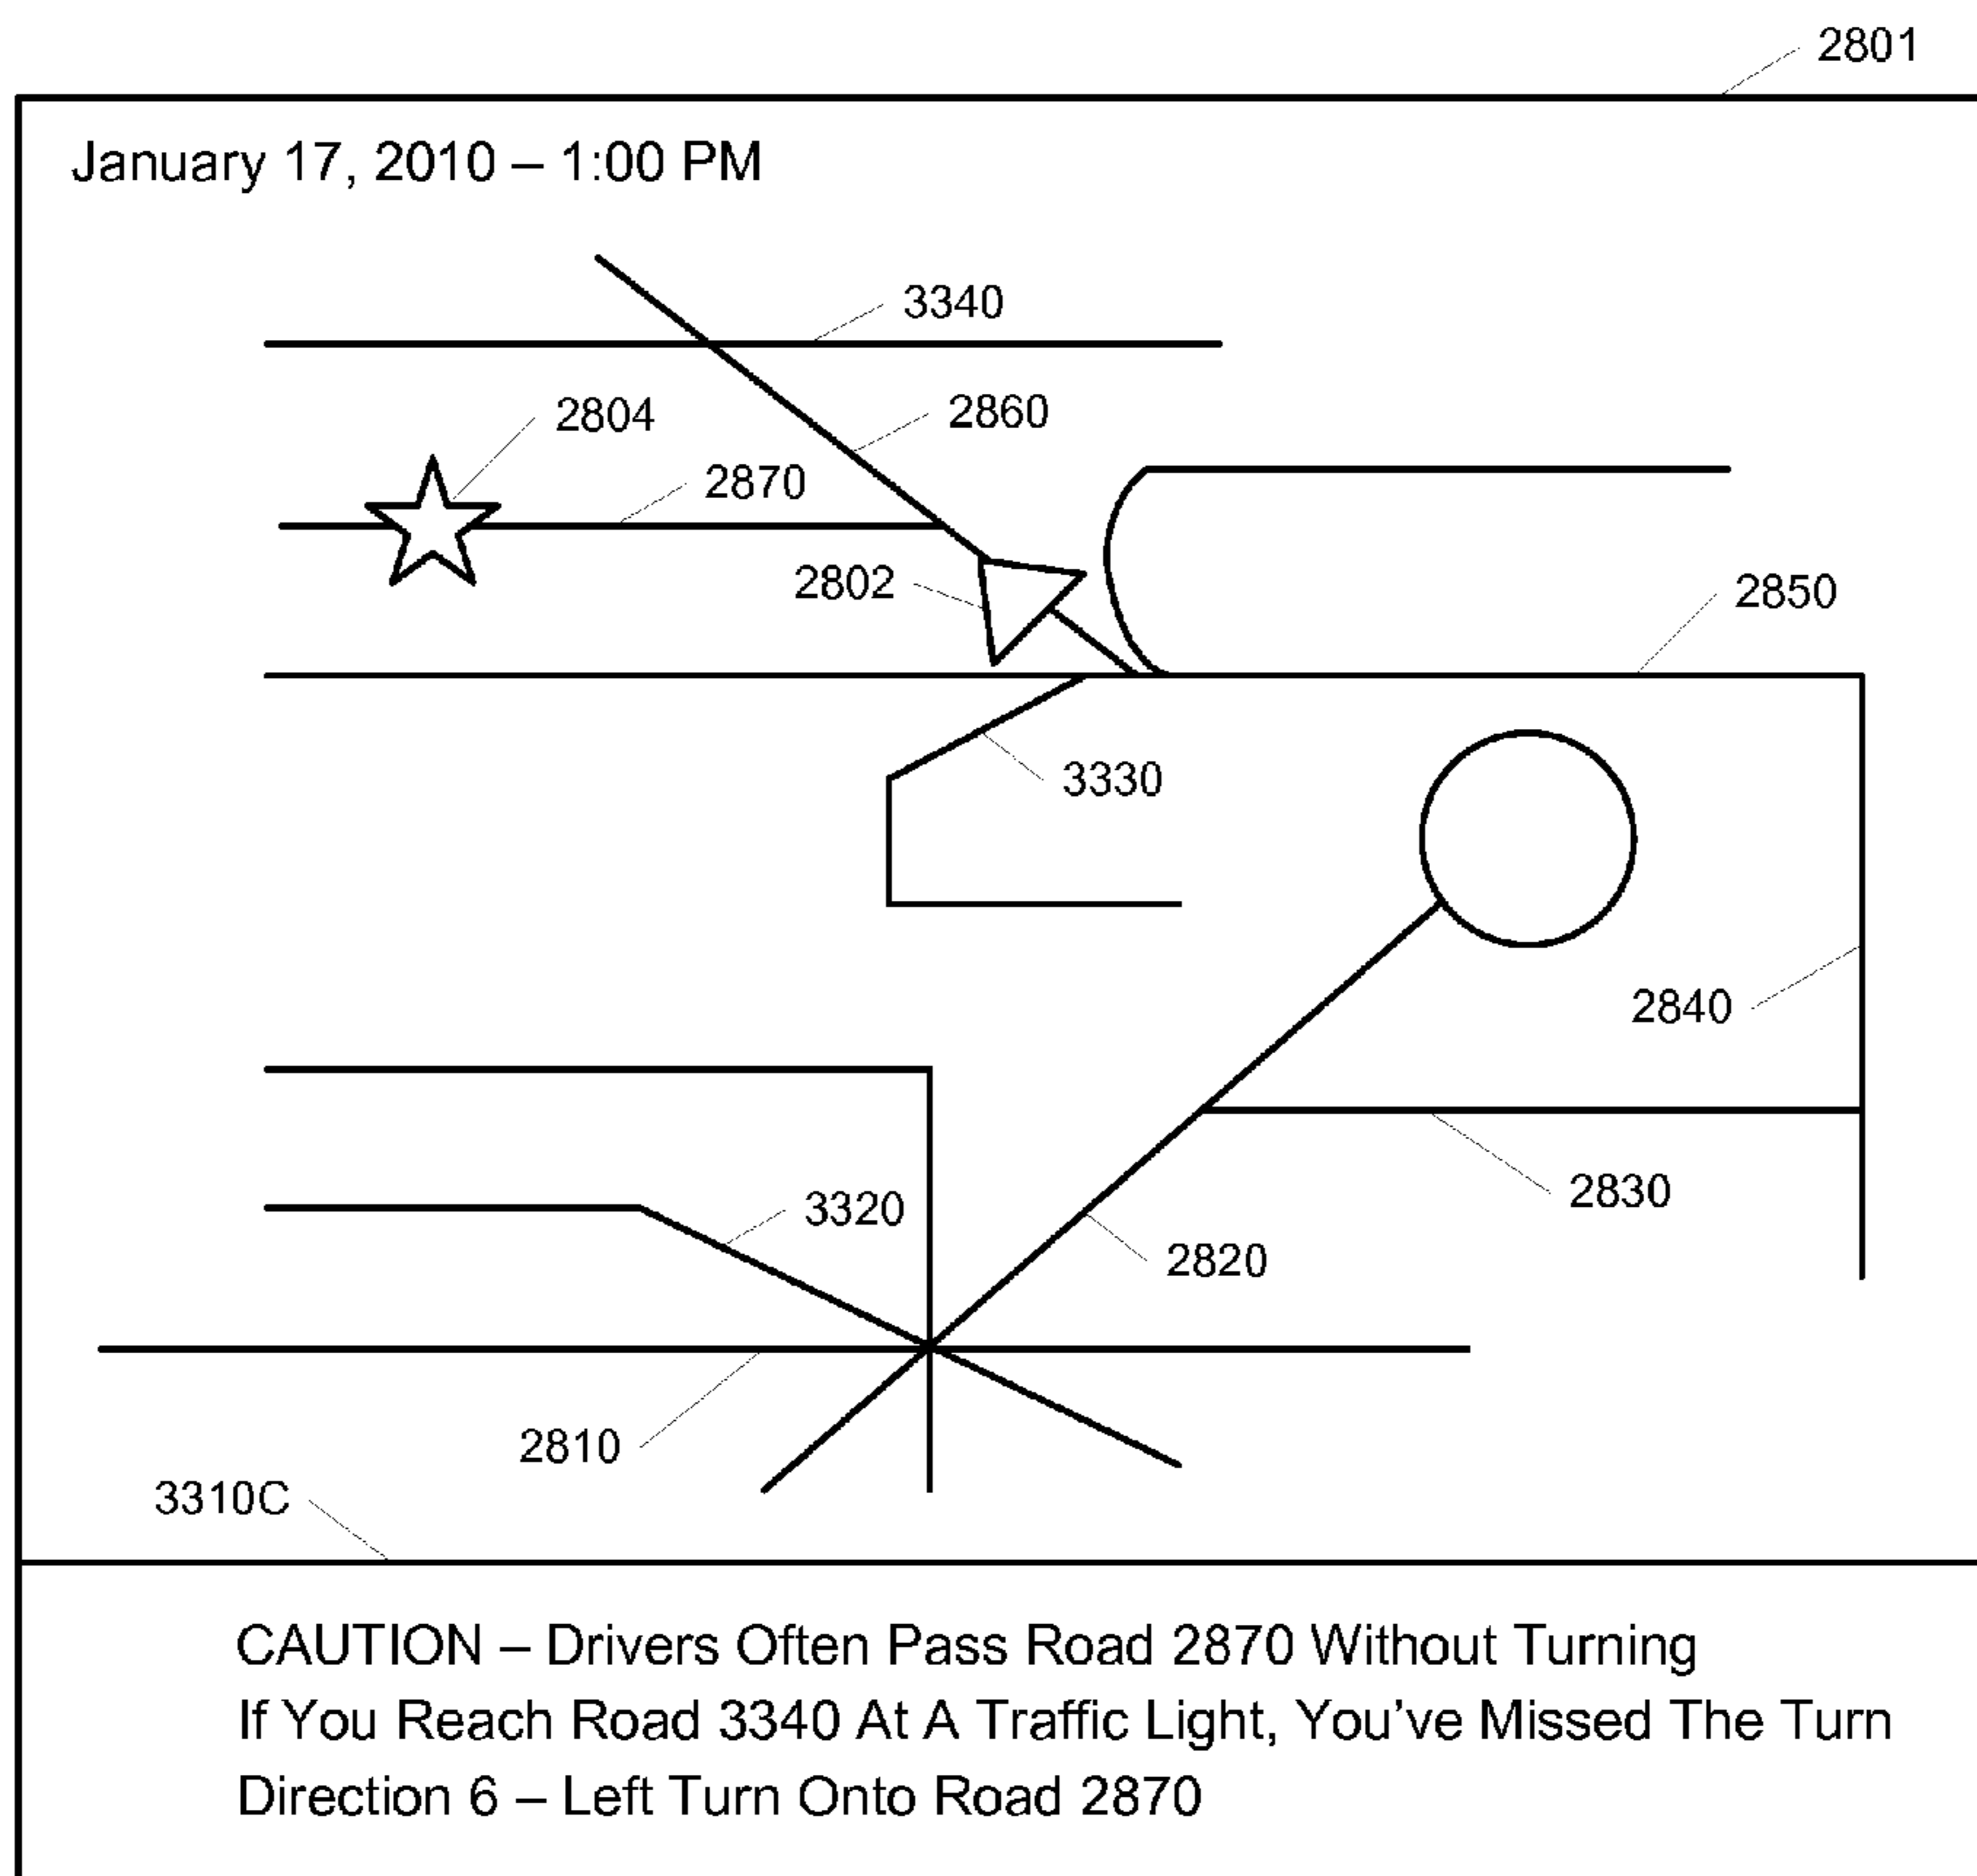 2801
January 17, 2010 – 1:00 PM
3340
2804
2860
2870
2802
2850
3330
2840
2830
3320
2820
2810
3310C
CAUTION – Drivers Often Pass Road 2870 Without Turning
If You Reach Road 3340 At A Traffic Light, You've Missed The Turn
Direction 6 – Left Turn Onto Road 2870